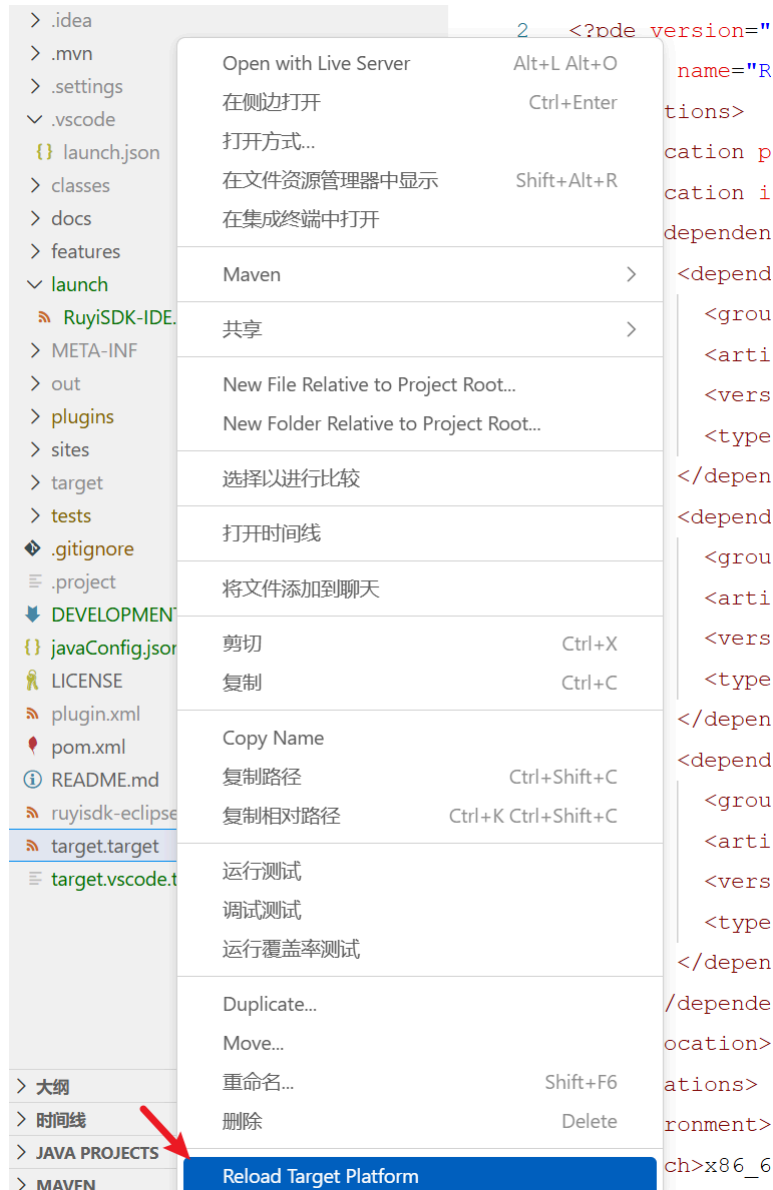 .idea
.mvn
.settings
.vscode
launch.json
classes
docs
features
launch
RuyiSDK-IDE.
META-INF
out
plugins
sites
target
tests
.gitignore
.project
DEVELOPMENT
javaConfig.json
LICENSE
plugin.xml
pom.xml
README.md
ruyisdk-eclipse
target.target
target.vscode.t
大纲
时间线
JAVA PROJECTS
MAVEN
Open with Live Server Alt+L Alt+O
在侧边打开 Ctrl+Enter
打开方式...
在文件资源管理器中显示 Shift+Alt+R
在集成终端中打开
Maven
共享
New File Relative to Project Root...
New Folder Relative to Project Root...
选择以进行比较
打开时间线
将文件添加到聊天
剪切 Ctrl+X
复制 Ctrl+C
Copy Name
复制路径 Ctrl+Shift+C
复制相对路径 Ctrl+K Ctrl+Shift+C
运行测试
调试测试
运行覆盖率测试
Duplicate...
Move...
重命名... Shift+F6
删除 Delete
Reload Target Platform
2 <?pde version="
name="R
tions>
cation p
cation i
dependen
<depend
<grou
<arti
<vers
<type
</depen
<depend
<grou
<arti
<vers
<type
</depen
<depend
<grou
<arti
<vers
<type
</depen
/depende
ocation>
ations>
ronment>
ch>x86_6